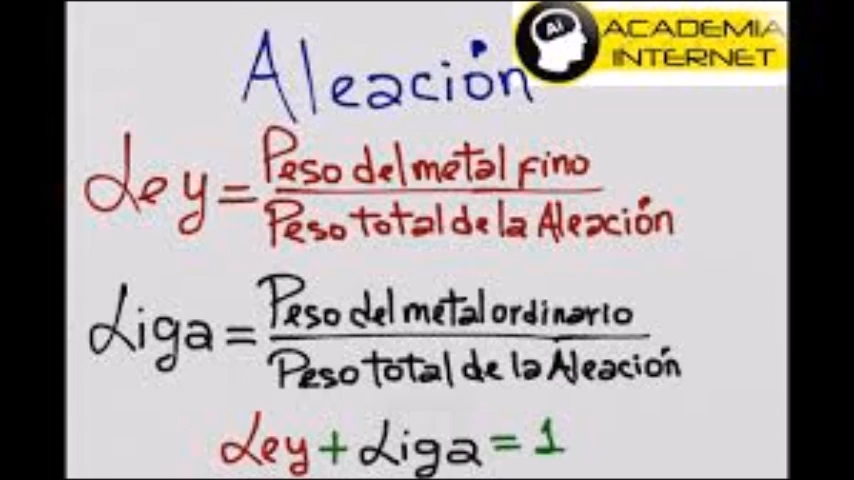 ACADEMIA
INTERNET
AI
Aleación
Ley = Peso del metal fino
Peso total de la Aleación
Liga = Peso del metal ordinario
Peso total de la Aleación
Ley + Liga = 1